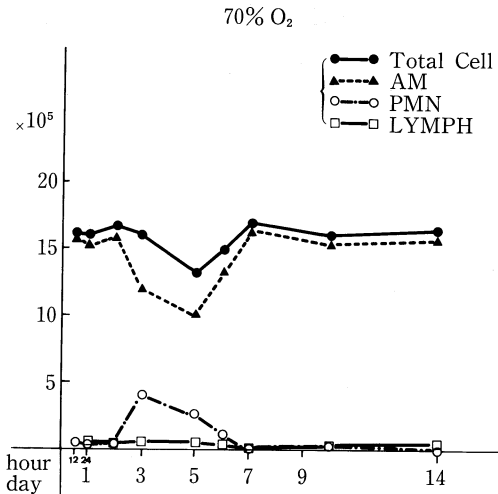 70% O₂
Total Cell
AM
PMN
LYMPH
×10⁵
20
15
10
5
hour 12 24
day 1 3 5 7 9 14